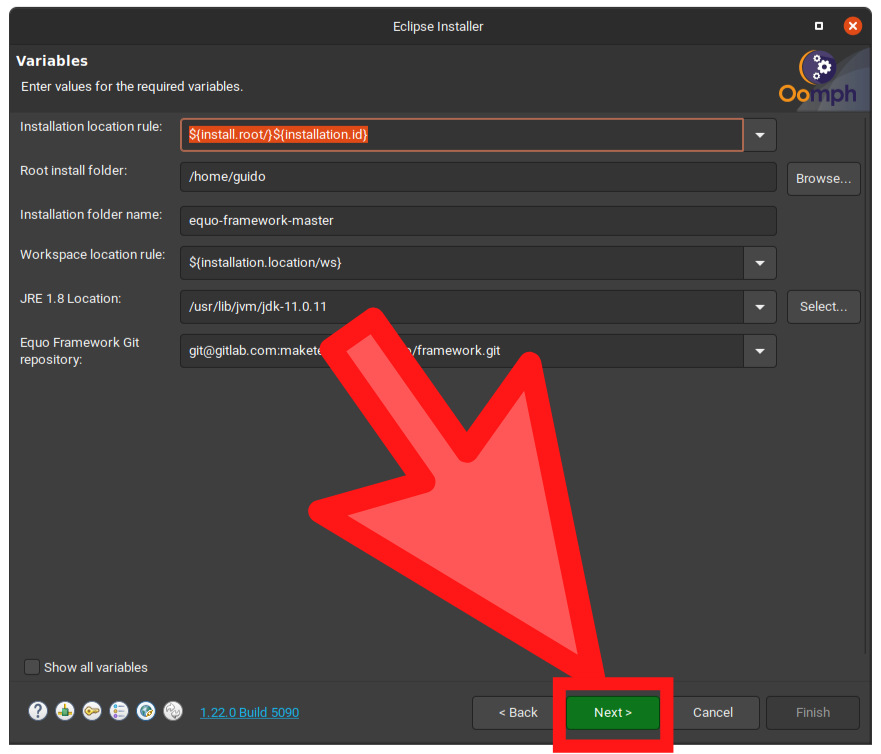 Eclipse Installer
Variables
Enter values for the required variables.
Oomph
Installation location rule:
${install.root/}${installation.id}
Root install folder:
/home/guido
Browse...
Installation folder name:
equo-framework-master
Workspace location rule:
${installation.location/ws}
JRE 1.8 Location:
/usr/lib/jvm/jdk-11.0.11
Select...
Equo Framework Git
repository:
git@gitlab.com:makete /framework.git
Show all variables
1.22.0 Build 5090
< Back
Next >
Cancel
Finish